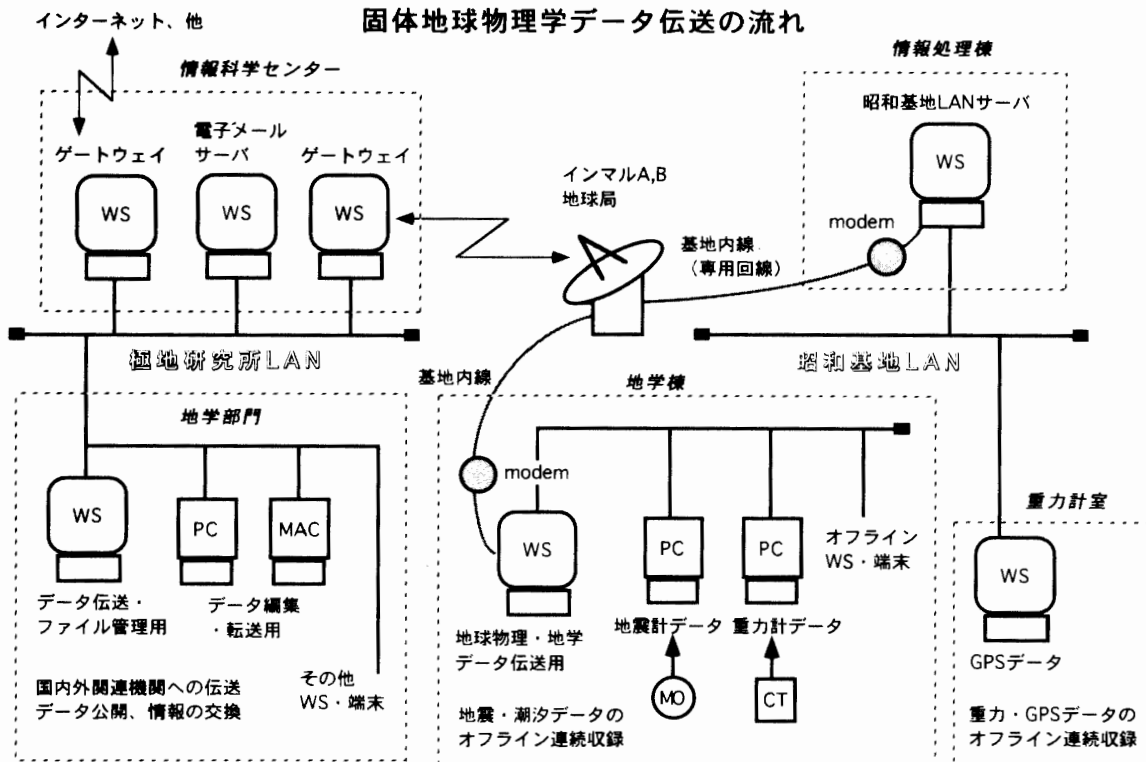 固体地球物理学データ伝送の流れ
インターネット、他
情報科学センター
ゲートウェイ
電子メール
サーバ
ゲートウェイ
WS
WS
WS
インマルA,B
地球局
基地内線
（専用回線）
情報処理棟
昭和基地LANサーバ
WS
modem
極地研究所LAN
昭和基地LAN
基地内線
modem
地学部門
WS
PC
MAC
データ伝送・
ファイル管理用
データ編集
・転送用
その他
WS・端末
国内外関連機関への伝送
データ公開、情報の交換
地学棟
WS
PC
PC
オフライン
WS・端末
地球物理・地学
データ伝送用
地震計データ
重力計データ
MO
CT
地震・潮汐データの
オフライン連続収録
重力計室
WS
GPSデータ
重力・GPSデータの
オフライン連続収録